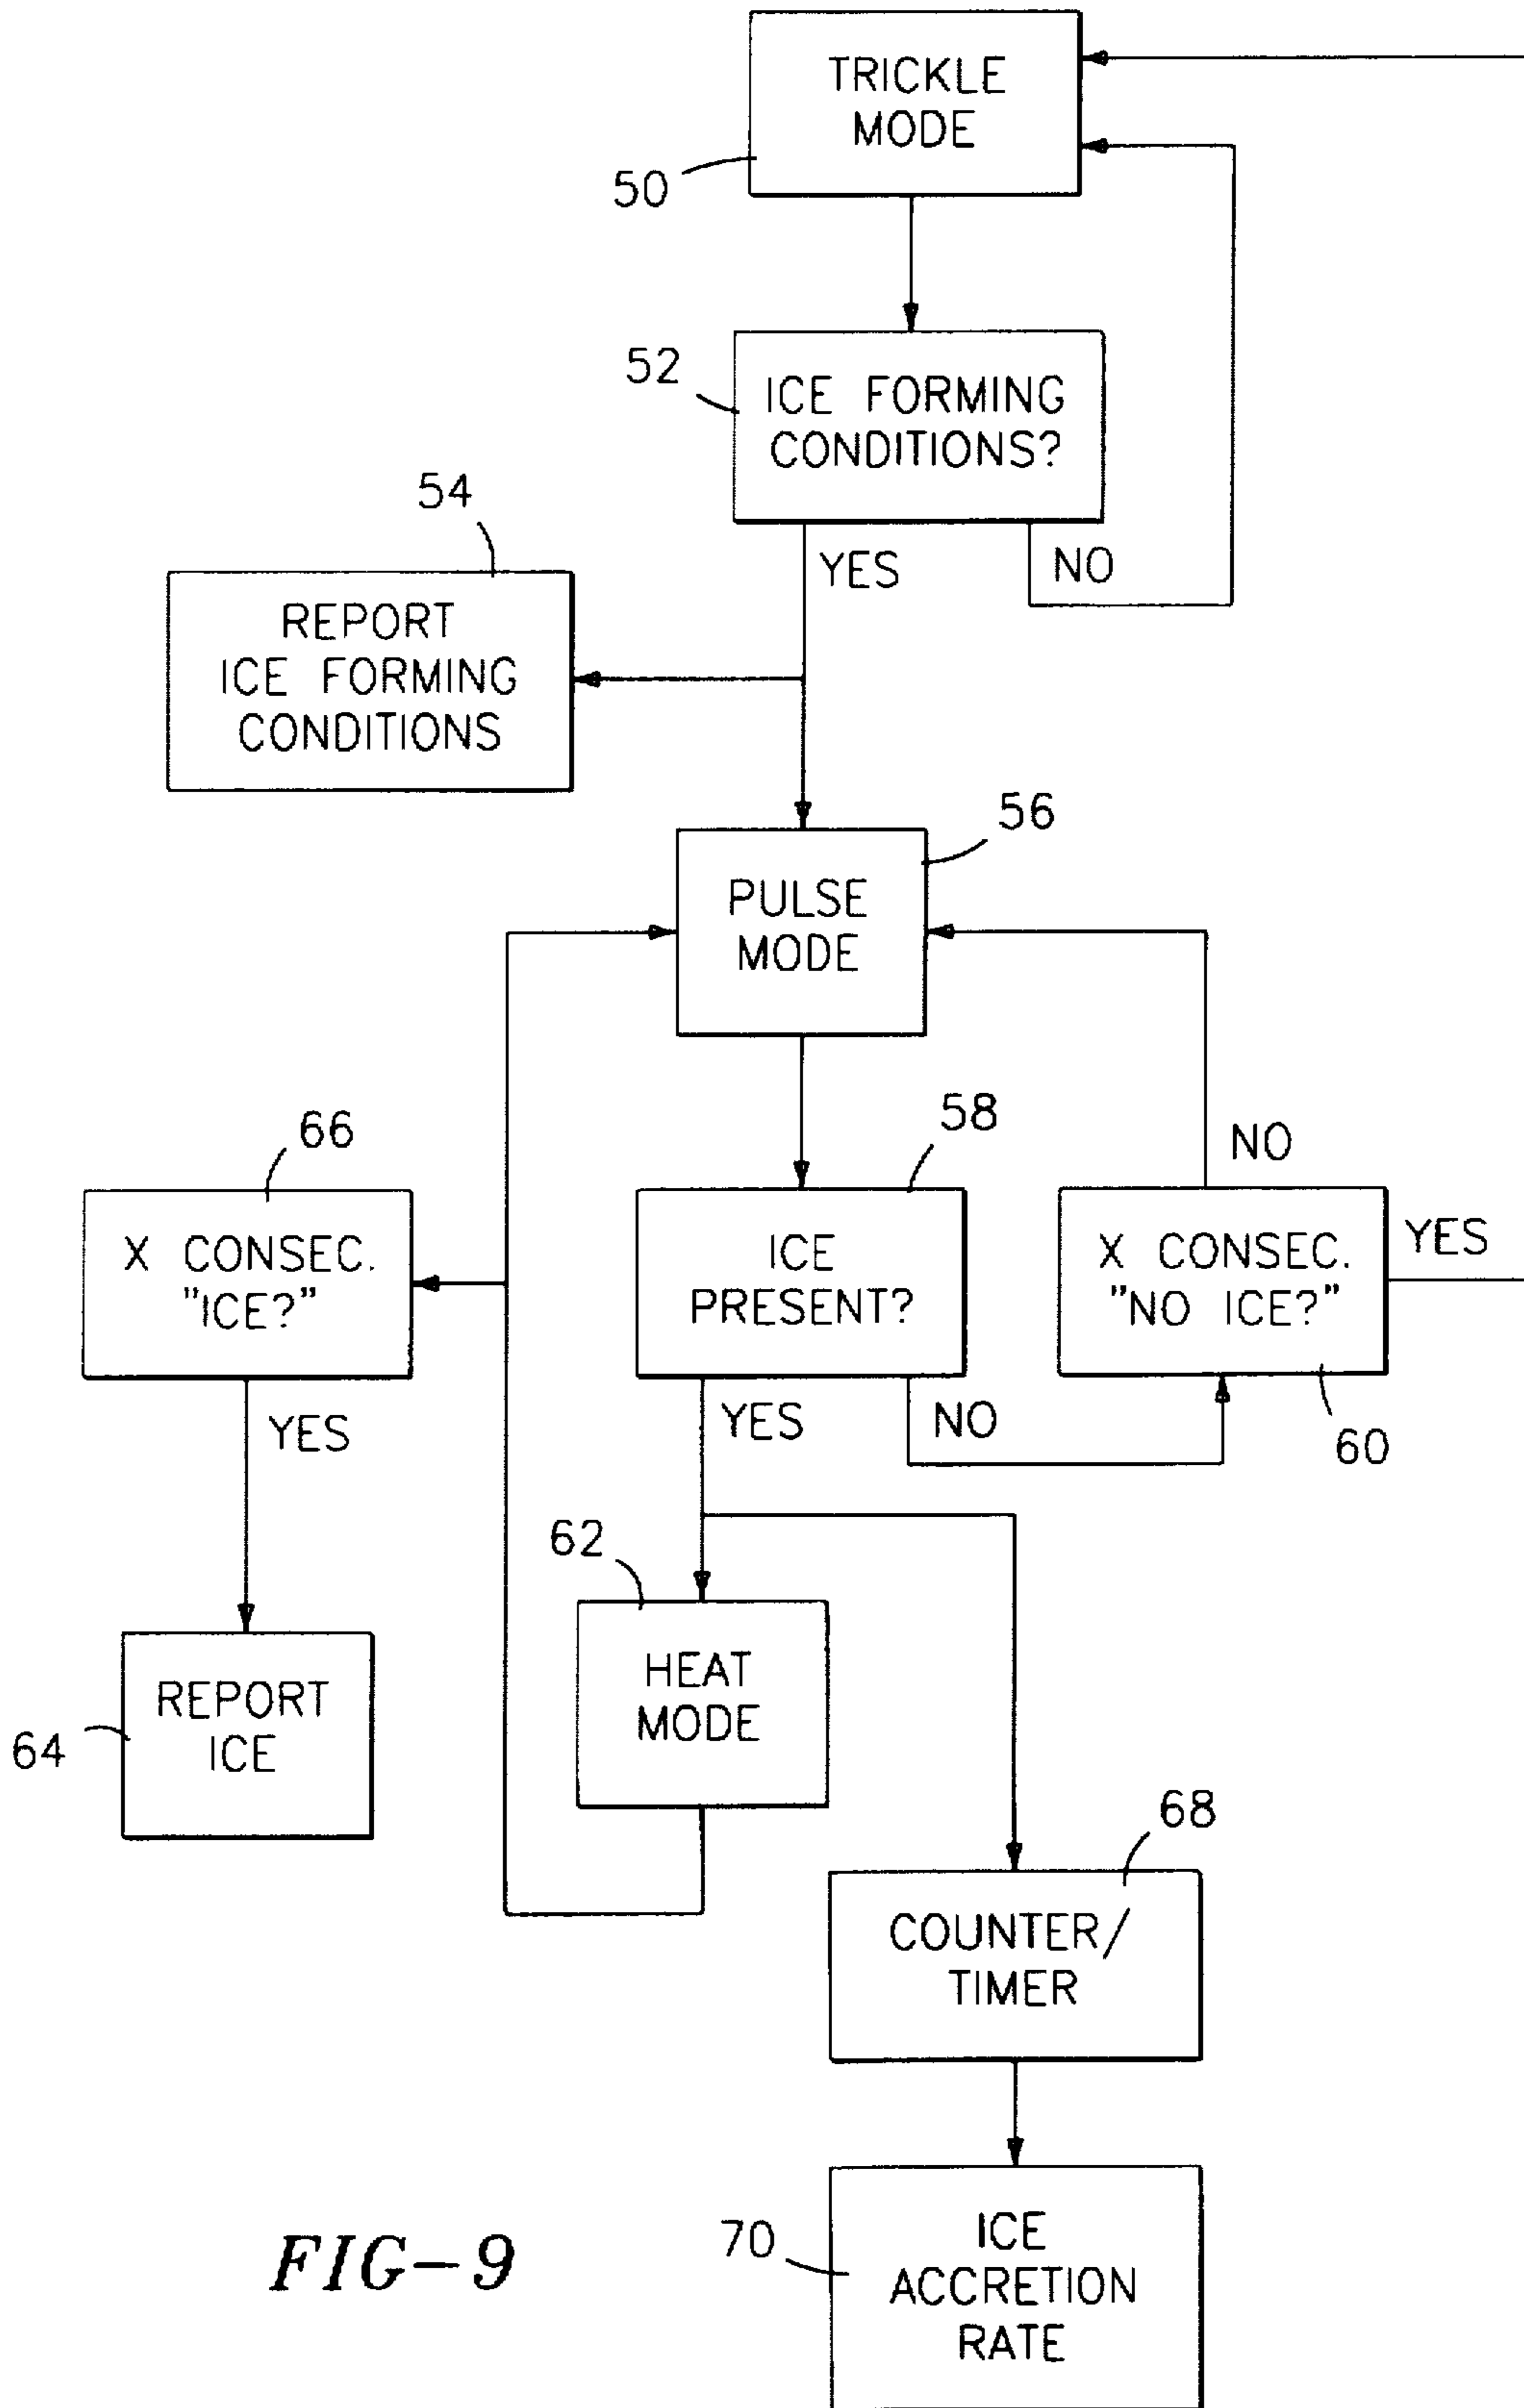 TRICKLE
MODE
50
52
ICE FORMING
CONDITIONS?
54
YES
NO
REPORT
ICE FORMING
CONDITIONS
56
PULSE
MODE
58
66
NO
X CONSEC.
"ICE?"
ICE
PRESENT?
X CONSEC.
"NO ICE?"
YES
YES
YES
NO
60
62
REPORT
ICE
64
HEAT
MODE
68
COUNTER/
TIMER
70
ICE
ACCRETION
RATE
FIG-9